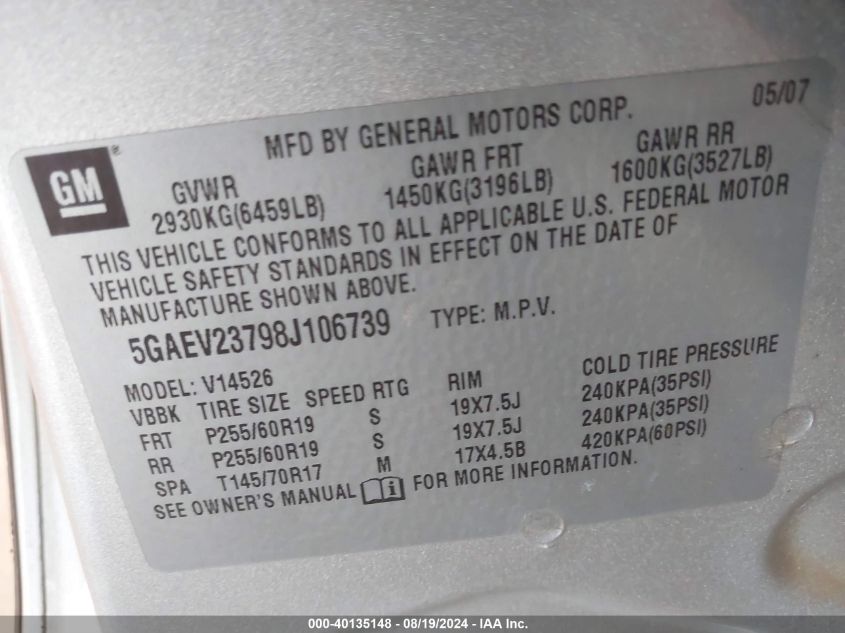 05/07
MFD BY GENERAL MOTORS CORP.
GM®
GVWR GAWR FRT GAWR RR
2930KG(6459LB) 1450KG(3196LB) 1600KG(3527LB)
THIS VEHICLE CONFORMS TO ALL APPLICABLE U.S. FEDERAL MOTOR
VEHICLE SAFETY STANDARDS IN EFFECT ON THE DATE OF
MANUFACTURE SHOWN ABOVE.
5GAEV23798J106739 TYPE: M.P.V.
MODEL: V14526
VBBK TIRE SIZE SPEED RTG RIM COLD TIRE PRESSURE
FRT P255/60R19 S 19X7.5J 240KPA(35PSI)
RR P255/60R19 S 19X7.5J 240KPA(35PSI)
SPA T145/70R17 M 17X4.5B 420KPA(60PSI)
SEE OWNER'S MANUAL i FOR MORE INFORMATION.
000-40135148 - 08/19/2024 - IAA Inc.